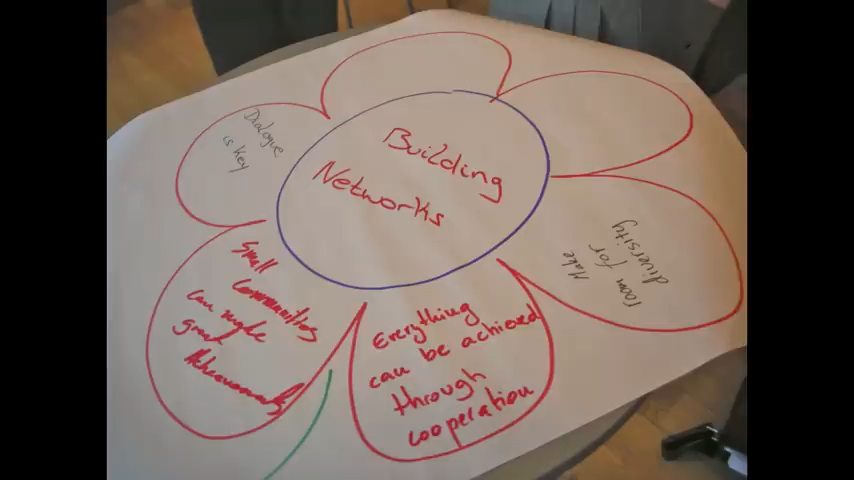 Building
Networks
Dialogue
is key
Small
Communities
can make
great
Achievements
Everything
can be achieved
through
cooperation
Make
room for
diversity